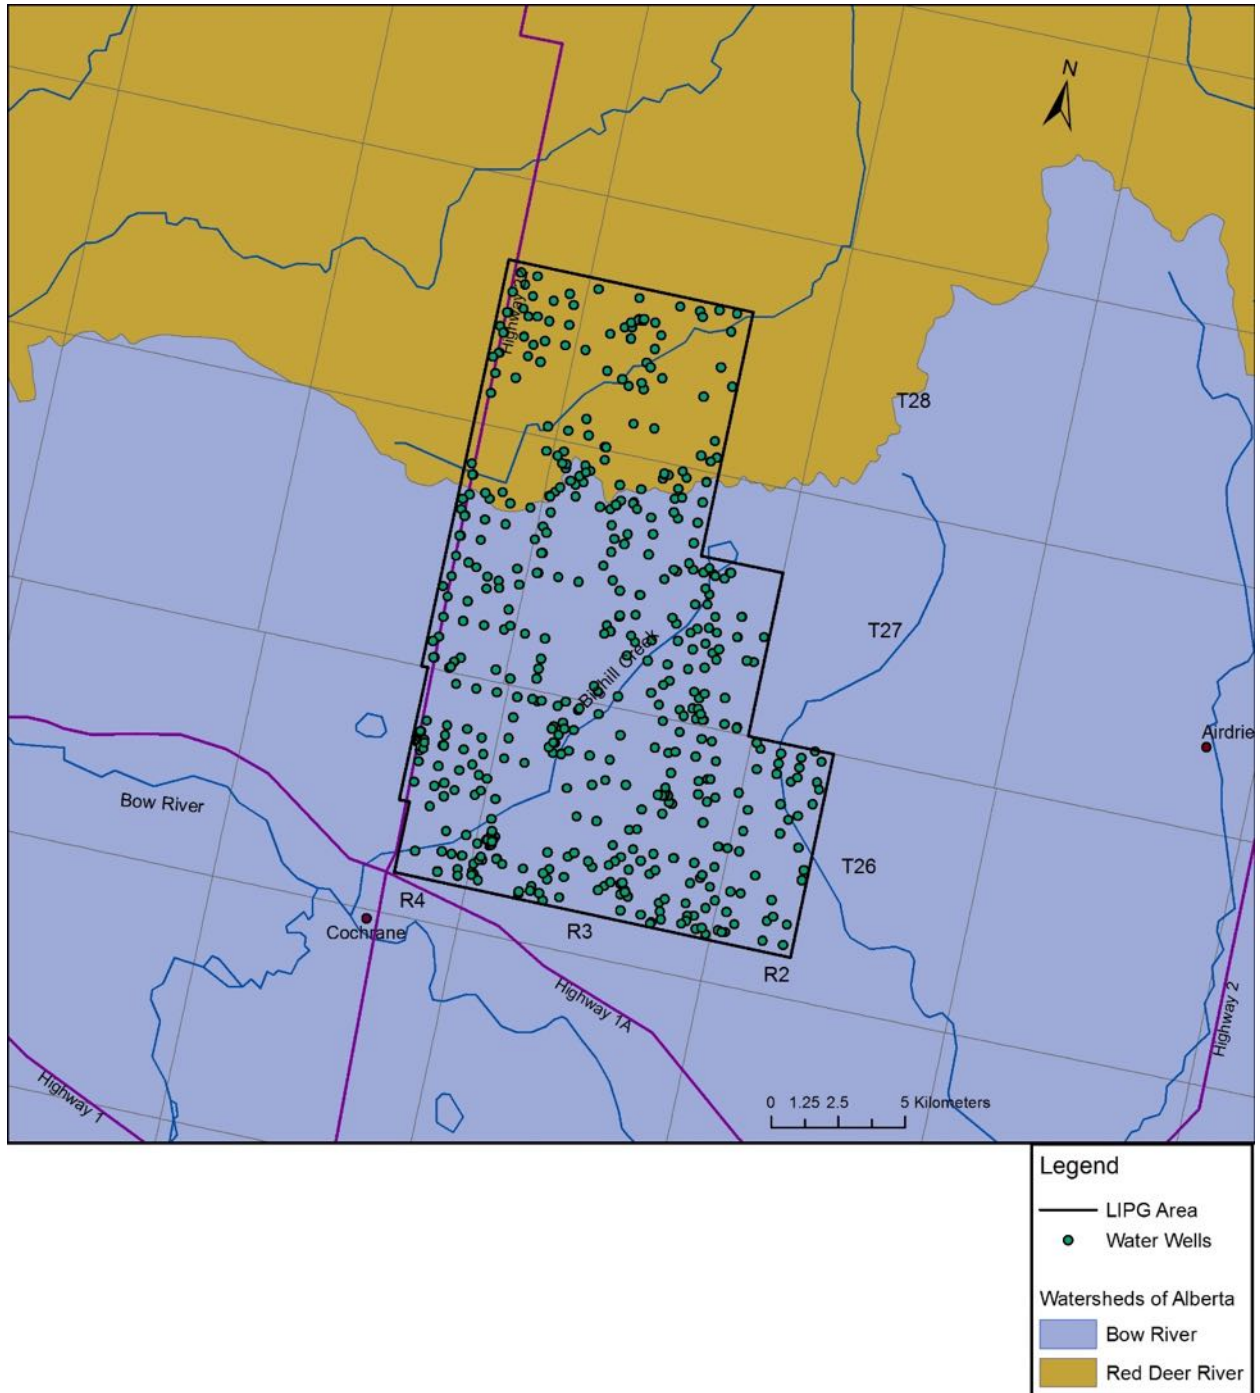 N
Highway
T28
T27
Bighill Creek
Airdrie
Bow River
T26
R4
Cochrane
R3
R2
Highway 1A
Highway 2
Highway 1
0 1.25 2.5 5 Kilometers
Legend
LIPG Area
Water Wells
Watersheds of Alberta
Bow River
Red Deer River